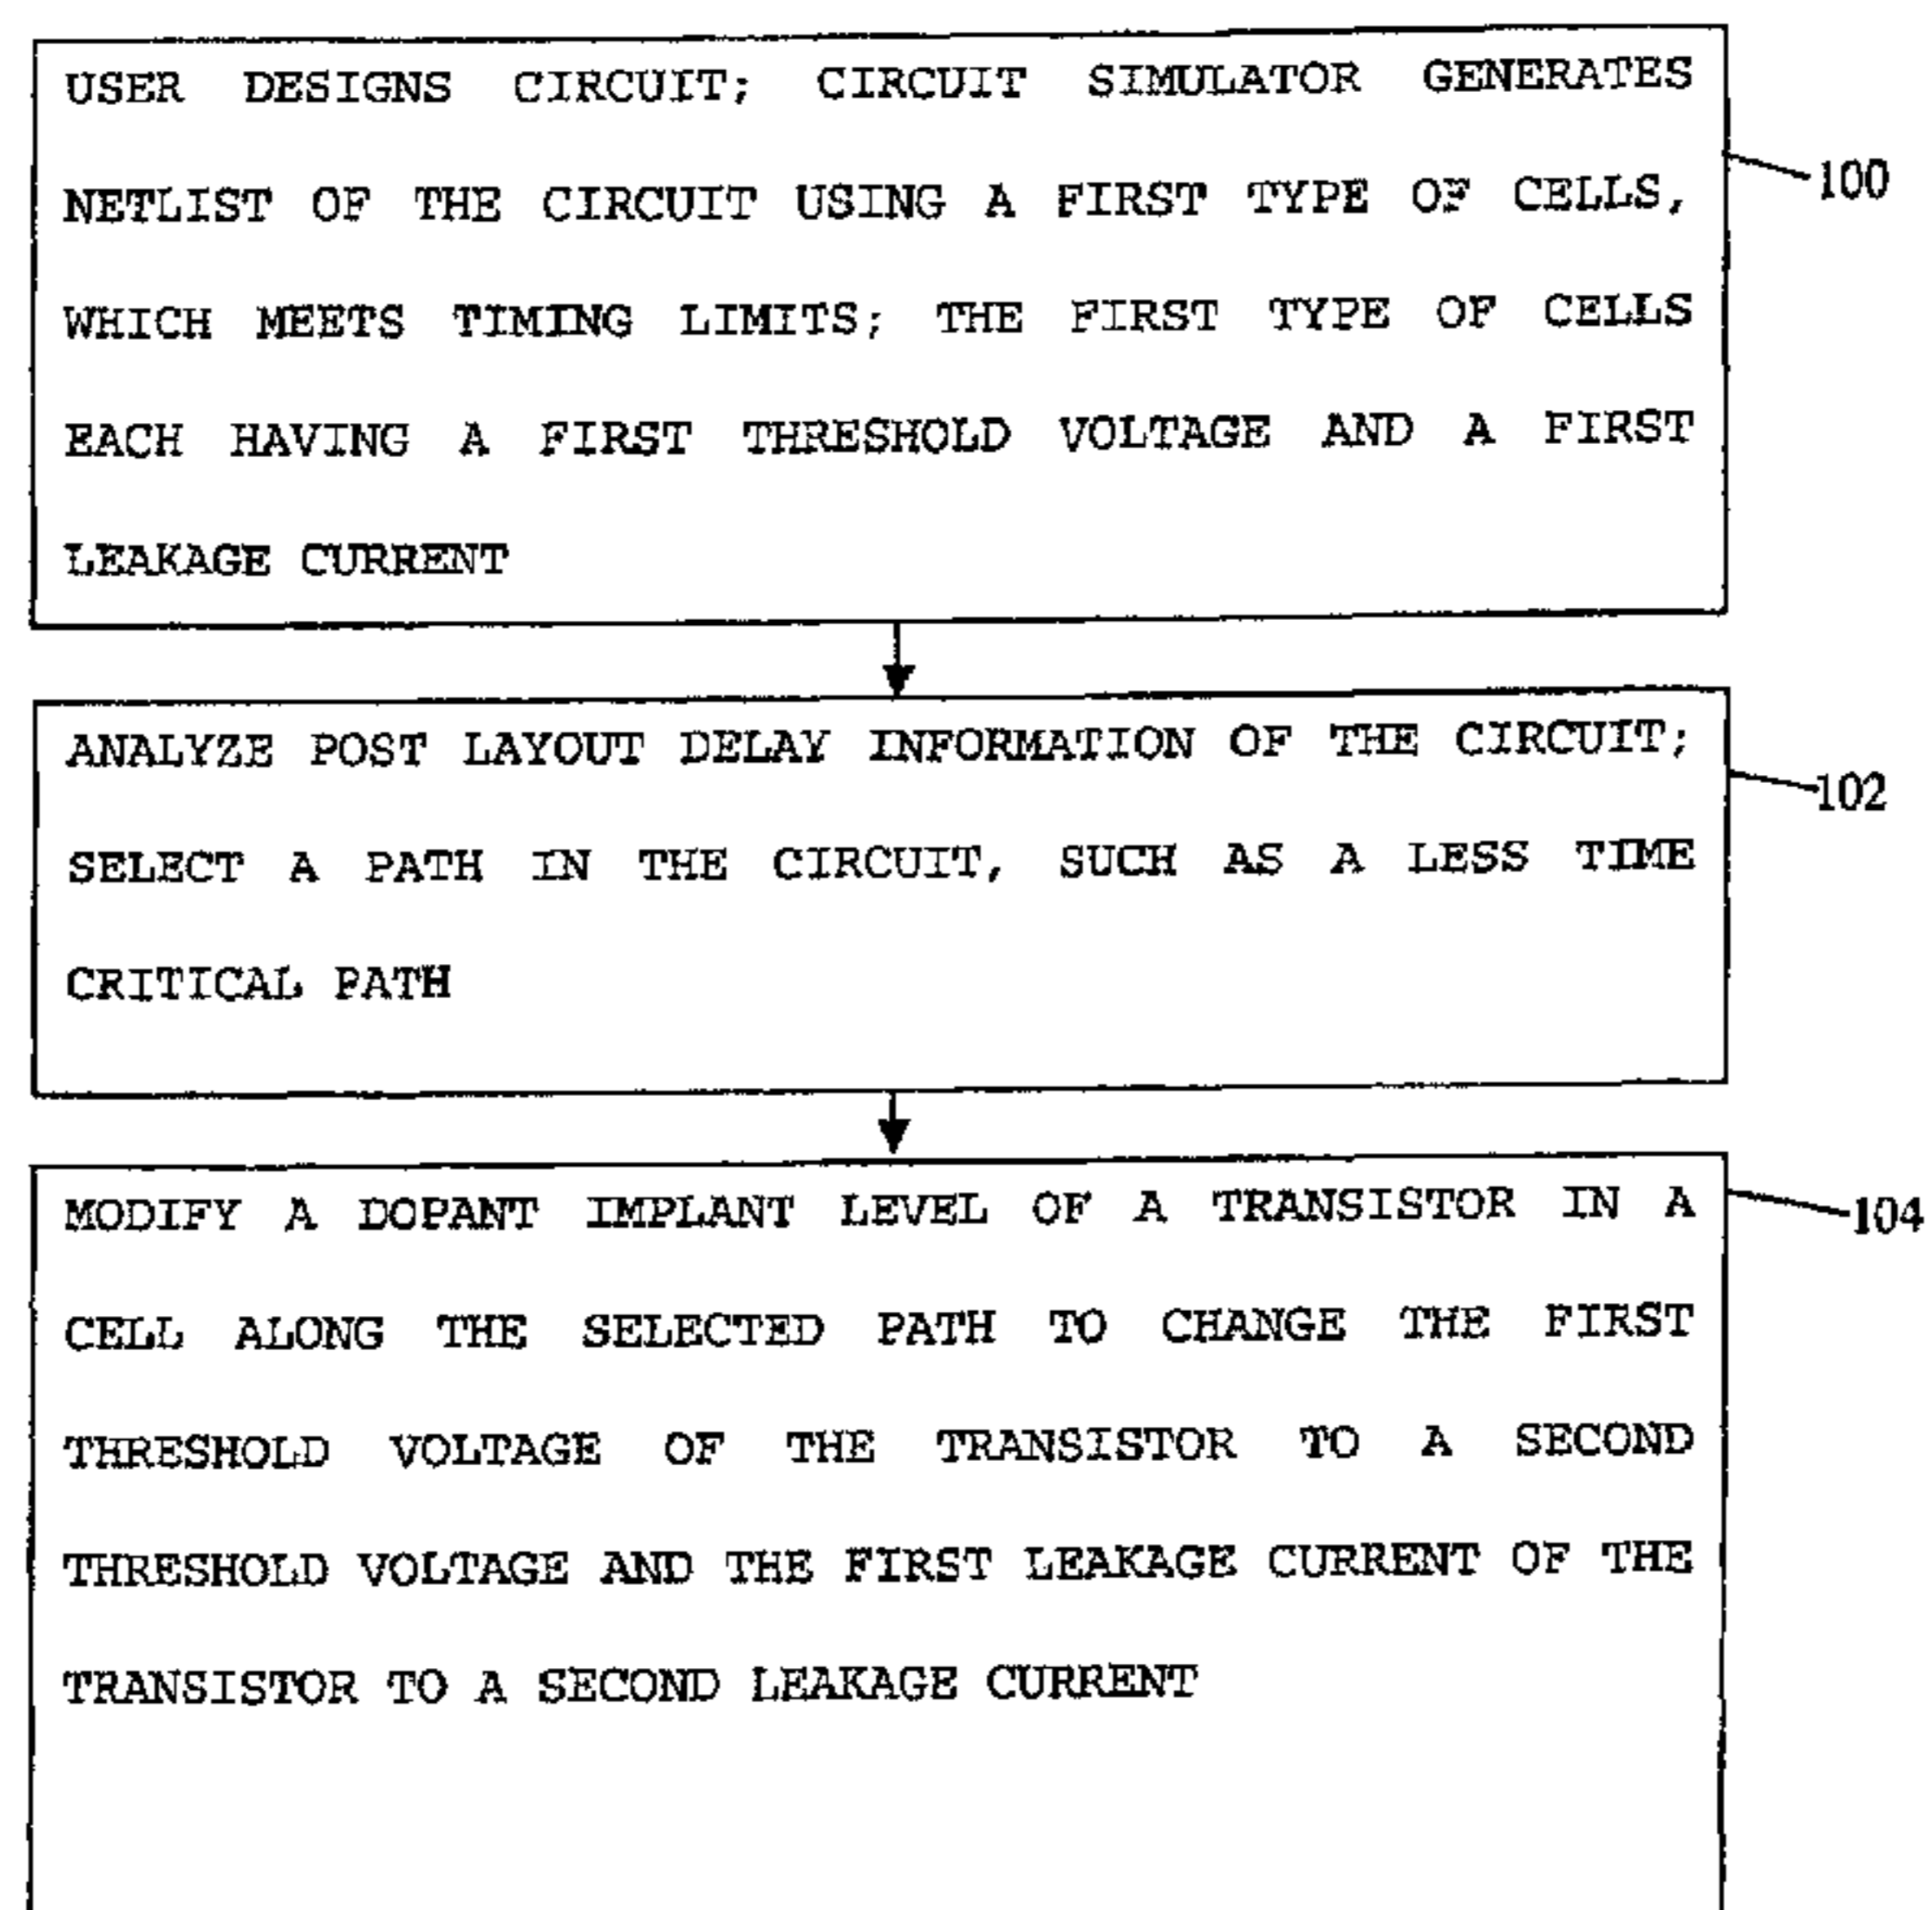 USER DESIGNS CIRCUIT; CIRCUIT SIMULATOR GENERATES
NETLIST OF THE CIRCUIT USING A FIRST TYPE OF CELLS,
WHICH MEETS TIMING LIMITS; THE FIRST TYPE OF CELLS
EACH HAVING A FIRST THRESHOLD VOLTAGE AND A FIRST
LEAKAGE CURRENT
100
ANALYZE POST LAYOUT DELAY INFORMATION OF THE CIRCUIT;
SELECT A PATH IN THE CIRCUIT, SUCH AS A LESS TIME
CRITICAL PATH
102
MODIFY A DOPANT IMPLANT LEVEL OF A TRANSISTOR IN A
CELL ALONG THE SELECTED PATH TO CHANGE THE FIRST
THRESHOLD VOLTAGE OF THE TRANSISTOR TO A SECOND
THRESHOLD VOLTAGE AND THE FIRST LEAKAGE CURRENT OF THE
TRANSISTOR TO A SECOND LEAKAGE CURRENT
104